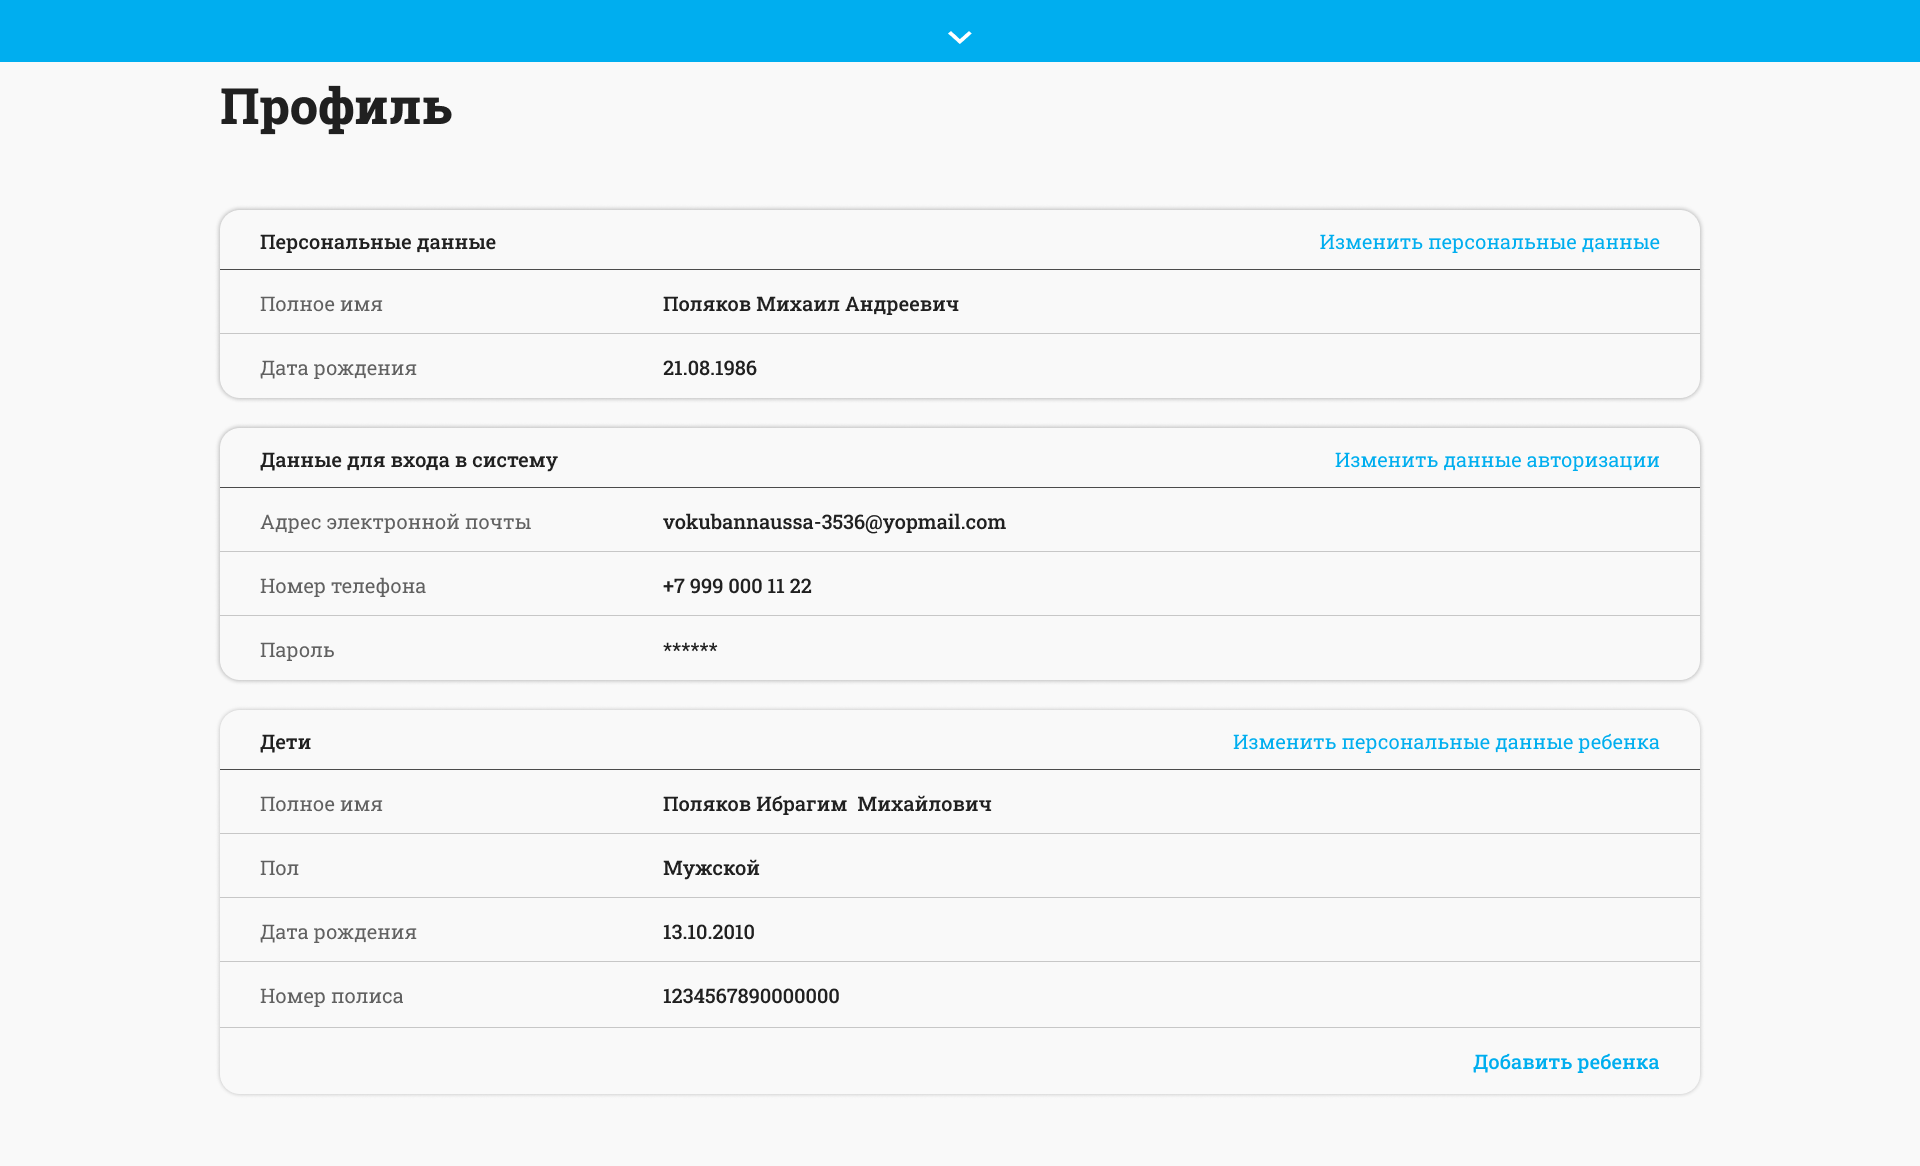 Профиль
Персональные данные Изменить персональные данные
Полное имя Поляков Михаил Андреевич
Дата рождения 21.08.1986
Данные для входа в систему Изменить данные авторизации
Адрес электронной почты vokubannaussa-3536@yopmail.com
Номер телефона +7 999 000 11 22
Пароль ******
Дети Изменить персональные данные ребенка
Полное имя Поляков Ибрагим  Михайлович
Пол Мужской
Дата рождения 13.10.2010
Номер полиса 1234567890000000
Добавить ребенка